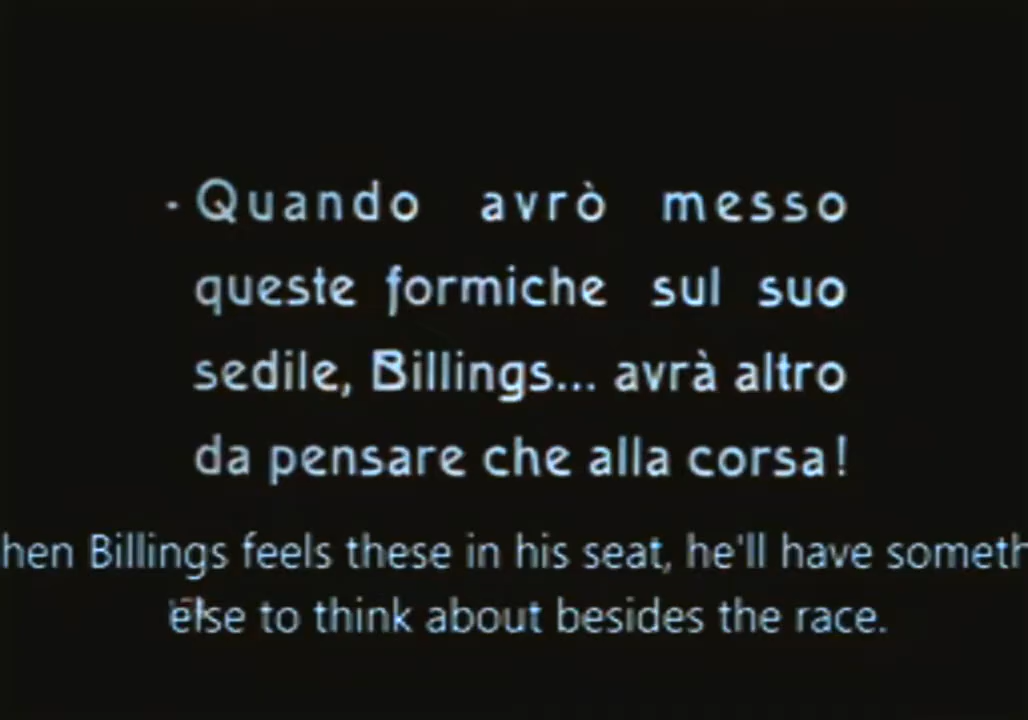 - Quando avrò messo
queste formiche sul suo
sedile, Billings... avrà altro
da pensare che alla corsa!
hen Billings feels these in his seat, he'll have someth
else to think about besides the race.